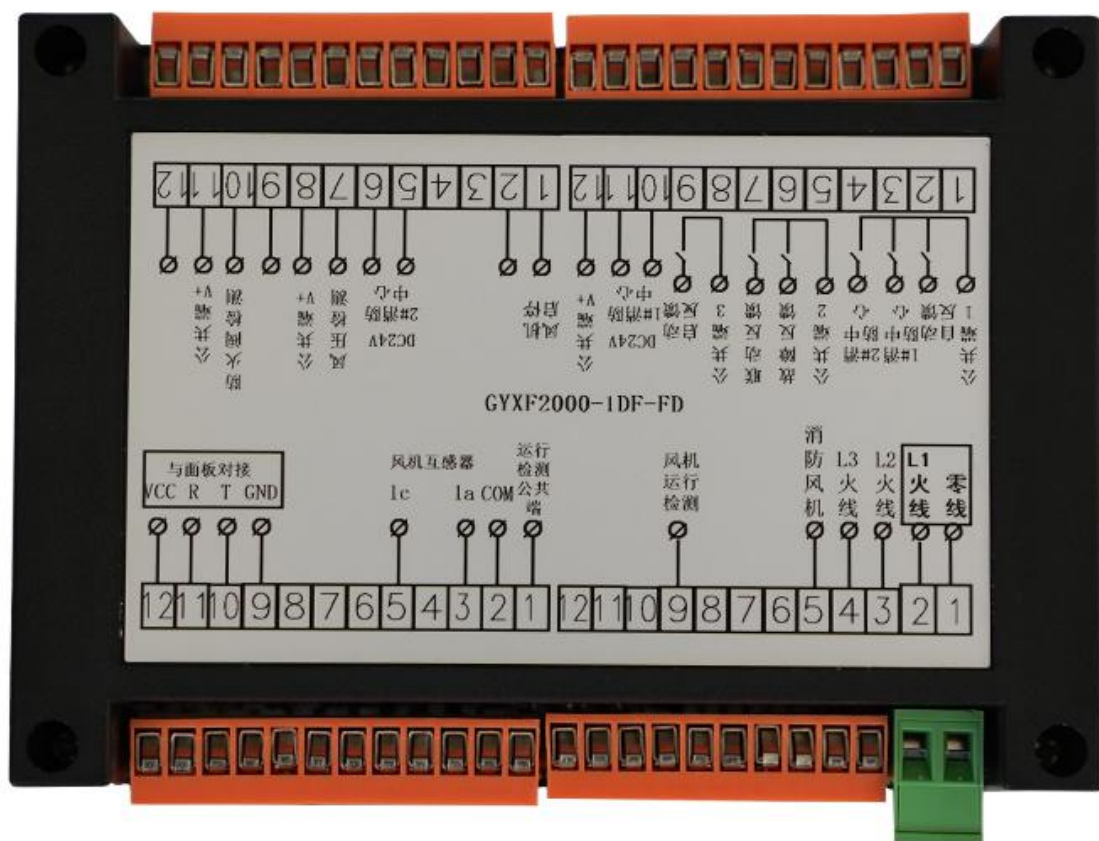 12 11 10 9 8 7 6 5 4 3 2 1
12 11 10 9 8 7 6 5 4 3 2 1
公共端V+
防火阀检测
公共端V+
风压检测
DC24V
2#消防中心
风机启停
公共端V+
DC24V
1#消防中心
启动反馈
公共端3
联动反馈
故障反馈
公共端2
2#消防中心
1#消防中心
自动反馈
公共端1
GYXF2000-1DF-FD
与面板对接
VCC R T GND
风机互感器
Ic Ia COM
运行检测公共端
风机运行检测
消防风机
L3火线
L2火线
L1火线
零线
12 11 10 9 8 7 6 5 4 3 2 1
12 11 10 9 8 7 6 5 4 3 2 1